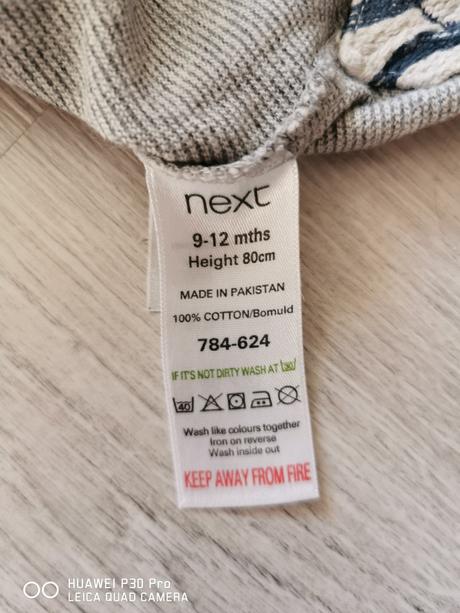 next
9-12 mths
Height 80cm
MADE IN PAKISTAN
100% COTTON/Bomuld
784-624
IF IT'S NOT DIRTY WASH AT 30
40
Wash like colours together
Iron on reverse
Wash inside out
KEEP AWAY FROM FIRE
HUAWEI P30 Pro
LEICA QUAD CAMERA